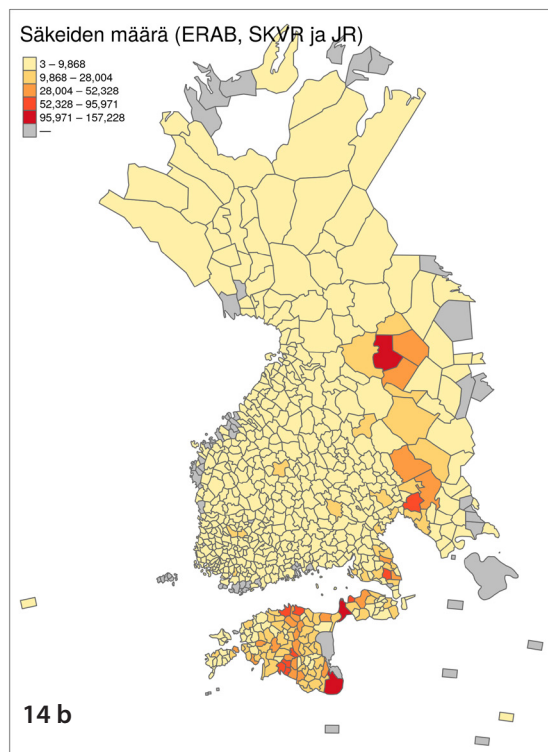 Säkeiden määrä (ERAB, SKVR ja JR)
3 – 9,868
9,868 – 28,004
28,004 – 52,328
52,328 – 95,971
95,971 – 157,228
—
14 b